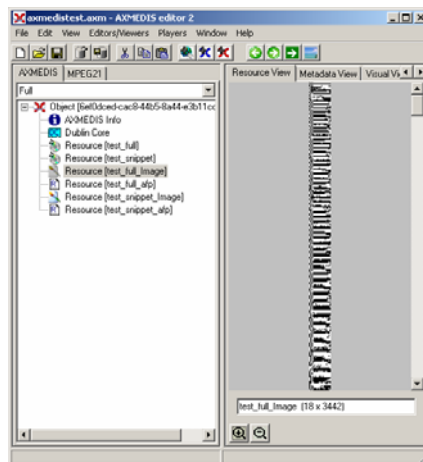 axmedistest.axm - AXMEDIS editor 2
File Edit View Editors/Viewers Players Window Help
AXMEDIS MPEG21
Full
Object [6ef0dced-cac8-44b5-8a44-e3b11cc
AXMEDIS Info
Dublin Core
Resource [test_full]
Resource [test_snippet]
Resource [test_full_Image]
Resource [test_full_afp]
Resource [test_snippet_Image]
Resource [test_snippet_afp]
Resource View Metadata View Visual Vi
test_full_Image (18 x 3442)